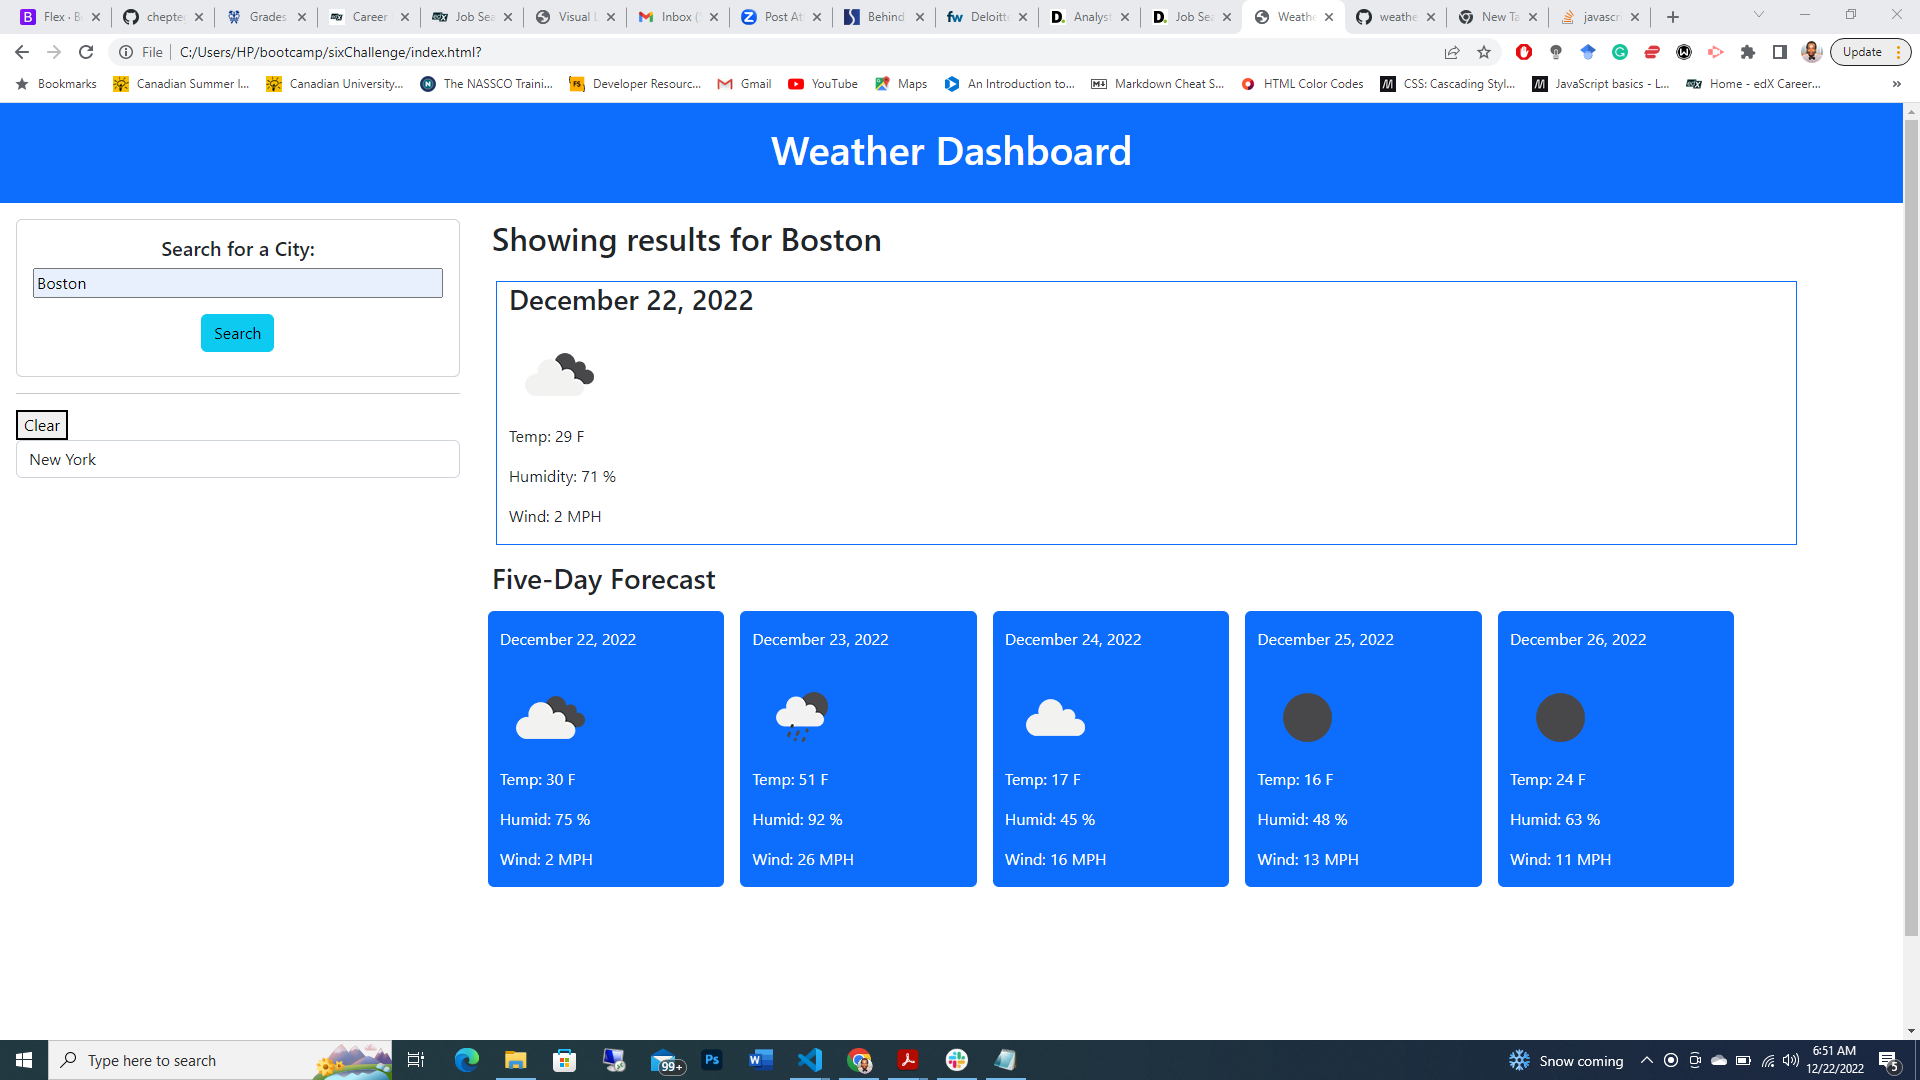 Flex · B
chepte
Grades
Career
Job Sea
Visual L
Inbox (
Post At
Behind
Deloitte
Analyst
Job Sea
Weathe
weathe
New Ta
javascri
File C:/Users/HP/bootcamp/sixChallenge/index.html?
Update
Bookmarks
Canadian Summer I...
Canadian University...
The NASSCO Traini...
Developer Resourc...
Gmail
YouTube
Maps
An Introduction to...
Markdown Cheat S...
HTML Color Codes
CSS: Cascading Styl...
JavaScript basics - L...
Home - edX Career...
»
Weather Dashboard
Search for a City:
Boston
Search
Clear
New York
Showing results for Boston
December 22, 2022
Temp: 29 F
Humidity: 71 %
Wind: 2 MPH
Five-Day Forecast
December 22, 2022
Temp: 30 F
Humid: 75 %
Wind: 2 MPH
December 23, 2022
Temp: 51 F
Humid: 92 %
Wind: 26 MPH
December 24, 2022
Temp: 17 F
Humid: 45 %
Wind: 16 MPH
December 25, 2022
Temp: 16 F
Humid: 48 %
Wind: 13 MPH
December 26, 2022
Temp: 24 F
Humid: 63 %
Wind: 11 MPH
Type here to search
99+
Ps
Snow coming
6:51 AM
12/22/2022
5